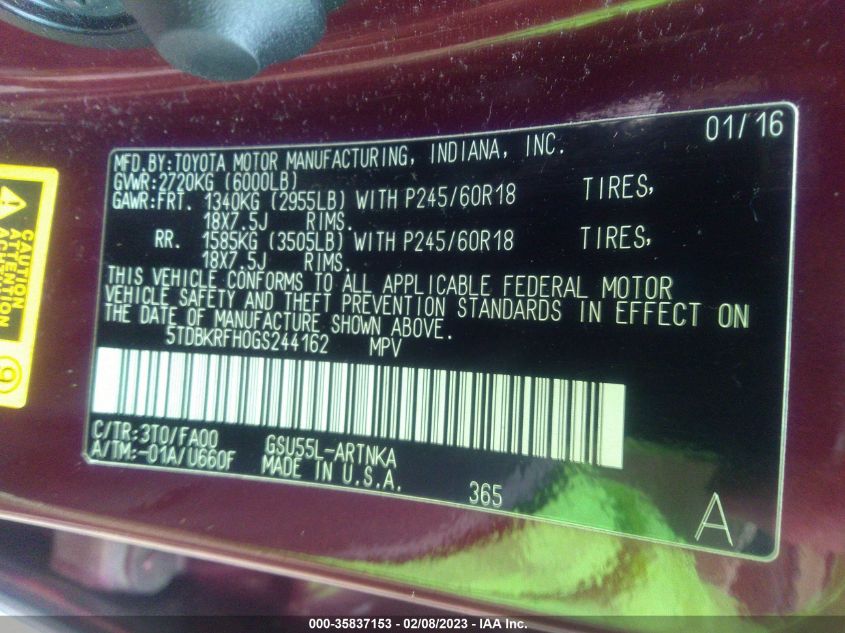 01/16
MFD.BY:TOYOTA MOTOR MANUFACTURING, INDIANA, INC.
GVWR:2720KG (6000LB)
GAWR:FRT. 1340KG (2955LB) WITH P245/60R18 TIRES,
18X7.5J RIMS.
RR. 1585KG (3505LB) WITH P245/60R18 TIRES,
18X7.5J RIMS.
THIS VEHICLE CONFORMS TO ALL APPLICABLE FEDERAL MOTOR
VEHICLE SAFETY AND THEFT PREVENTION STANDARDS IN EFFECT ON
THE DATE OF MANUFACTURE SHOWN ABOVE.
5TDBKRFH0GS244162 MPV
C/TR:3T0/FA00 GSU55L-ARTNKA
A/TM:-01A/U660F MADE IN U.S.A.
365
A
CAUTION
ATTENTION
ACHTUNG
000-35837153 - 02/08/2023 - IAA Inc.